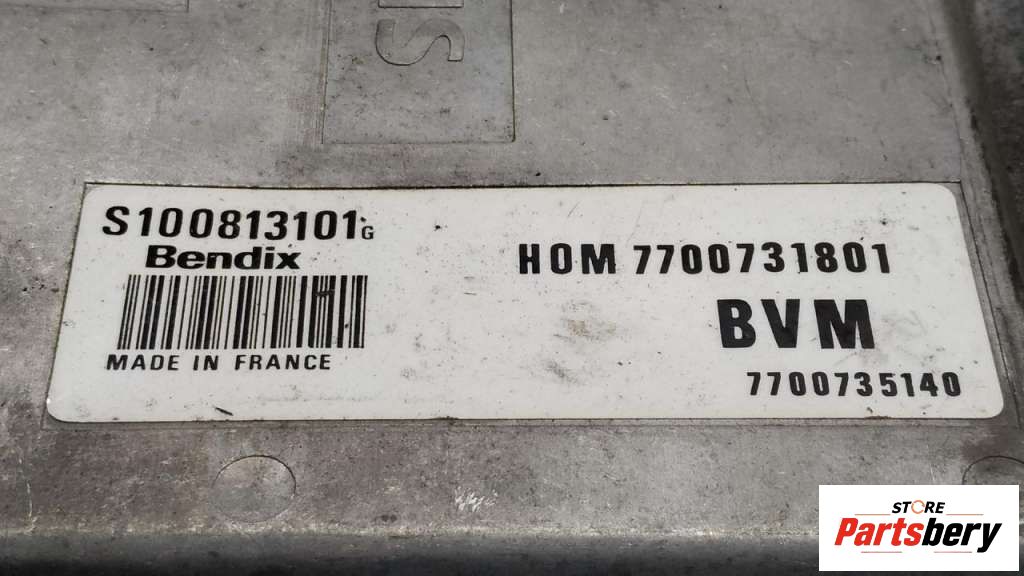 S100813101G
Bendix
MADE IN FRANCE
HOM 7700731801
BVM
7700735140
STORE
Partsbery